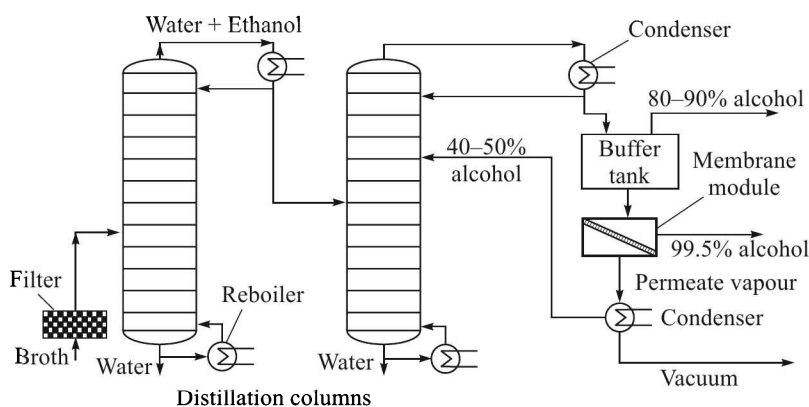 Water + Ethanol
Condenser
80–90% alcohol
Buffer
tank
40–50%
alcohol
Membrane
module
99.5% alcohol
Permeate vapour
Filter
Reboiler
Condenser
Broth
Water
Water
Vacuum
Distillation columns